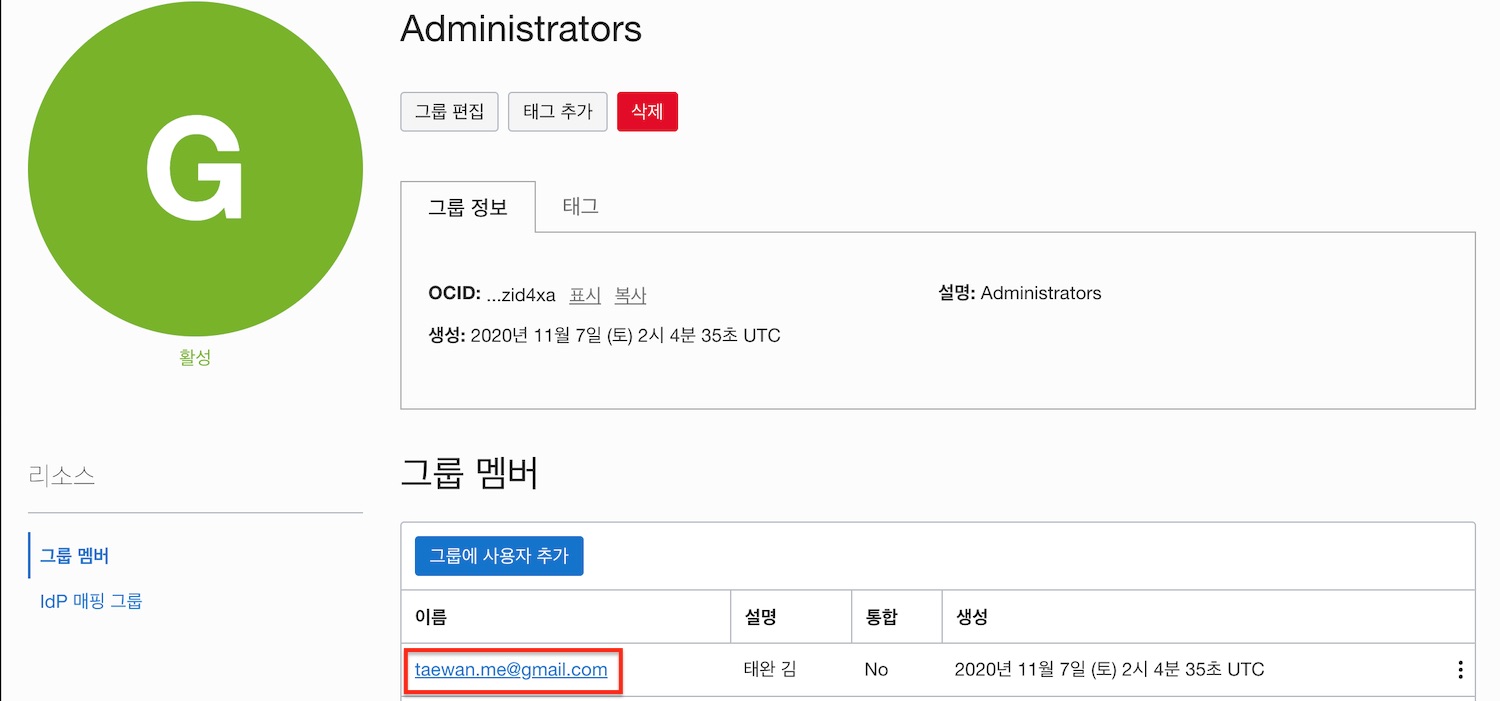 G
활성
리소스
그룹 멤버
IdP 매핑 그룹
Administrators
그룹 편집 태그 추가 삭제
그룹 정보 태그
OCID: ...zid4xa 표시 복사
설명: Administrators
생성: 2020년 11월 7일 (토) 2시 4분 35초 UTC
그룹 멤버
그룹에 사용자 추가
이름 설명 통합 생성
taewan.me@gmail.com 태완 김 No 2020년 11월 7일 (토) 2시 4분 35초 UTC